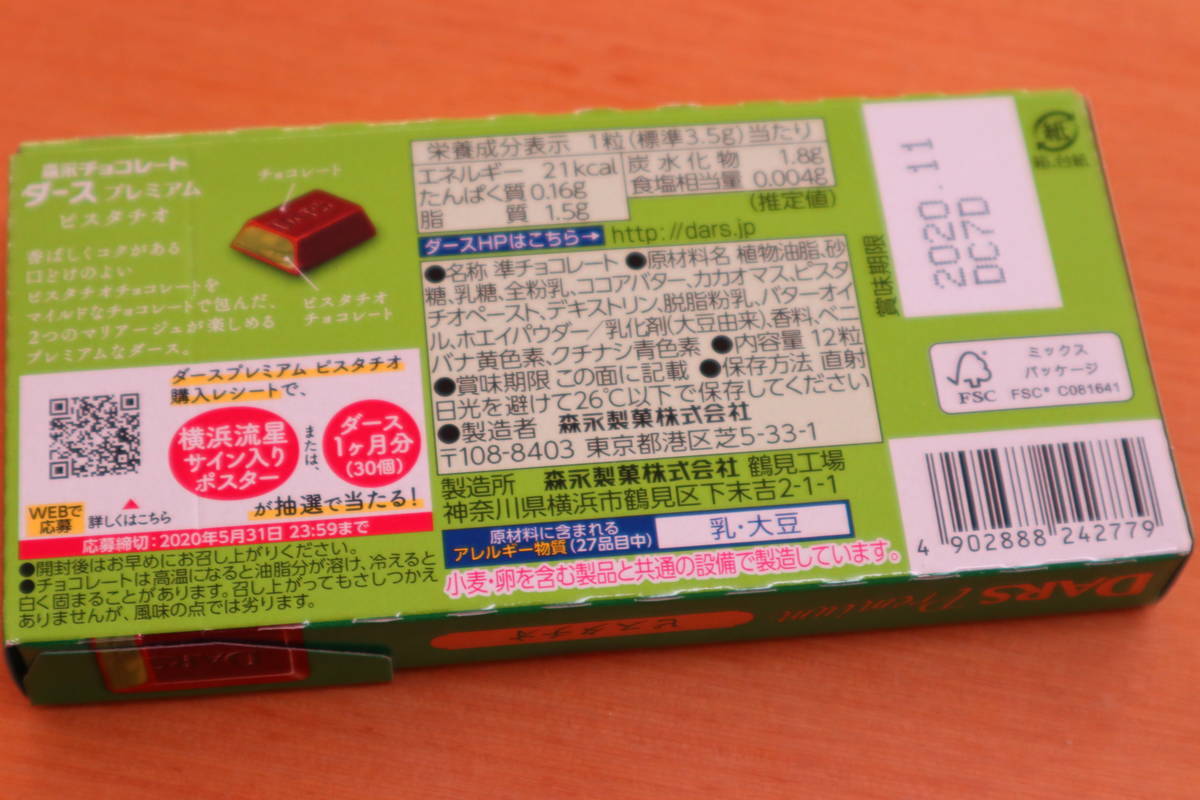 森永チョコレート
ダース プレミアム
ピスタチオ
チョコレート
ピスタチオ
チョコレート
香ばしくコクがある
口どけのよい
ピスタチオチョコレートを
マイルドなチョコレートで包んだ、
2つのマリアージュが楽しめる
プレミアムなダース。
ダースプレミアム ピスタチオ
購入レシートで、
横浜流星
サイン入り
ポスター
または、
ダース
1ヶ月分
(30個)
が抽選で当たる!
WEBで
応募
詳しくはこちら
応募締切:2020年5月31日 23:59まで
●開封後はお早めにお召し上がりください。
●チョコレートは高温になると油脂分が溶け、冷えると
白く固まることがあります。召し上がってもさしつかえ
ありませんが、風味の点では劣ります。
栄養成分表示 1粒(標準3.5g)当たり
エネルギー 21kcal
たんぱく質 0.16g
脂質 1.5g
炭水化物 1.8g
食塩相当量 0.004g
(推定値)
ダースHPはこちら→ http://dars.jp
●名称 準チョコレート ●原材料名 植物油脂、砂
糖、乳糖、全粉乳、ココアバター、カカオマス、ピスタ
チオペースト、デキストリン、脱脂粉乳、バターオイ
ル、ホエイパウダー/乳化剤(大豆由来)、香料、ベニ
バナ黄色素、クチナシ青色素 ●内容量 12粒
●賞味期限 この面に記載 ●保存方法 直射
日光を避けて26℃以下で保存してください
●製造者 森永製菓株式会社
〒108-8403 東京都港区芝5-33-1
製造所 森永製菓株式会社 鶴見工場
神奈川県横浜市鶴見区下末吉2-1-1
原材料に含まれる
アレルギー物質(27品目中)
乳・大豆
小麦・卵を含む製品と共通の設備で製造しています。
賞味期限
2020.11
DC7D
紙
箱、台紙
FSC
ミックス
パッケージ
FSC® C081641
4 902888 242779
DARS Premium
ピスタチオ
DARS